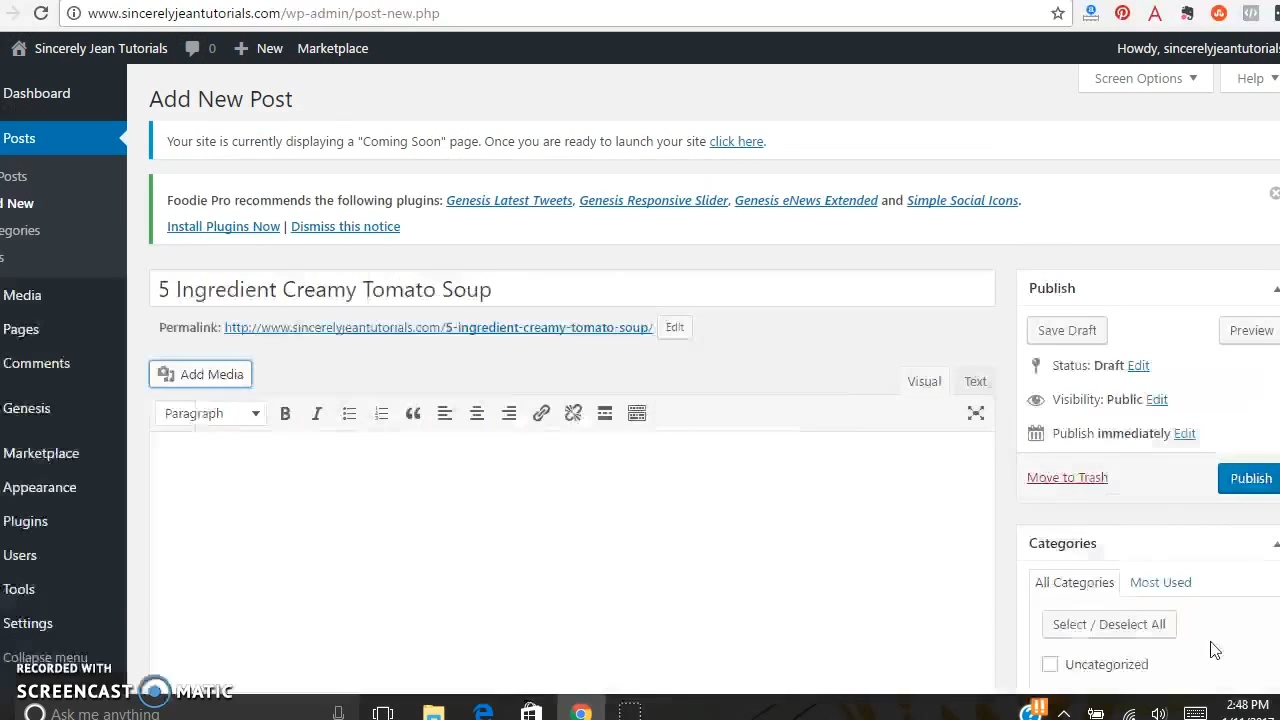 www.sincerelyjeantutorials.com/wp-admin/post-new.php
Sincerely Jean Tutorials 0 New Marketplace Howdy, sincerelyjeantutorials
Screen Options Help
Dashboard
Add New Post
Posts
Your site is currently displaying a "Coming Soon" page. Once you are ready to launch your site click here.
Posts
d New
egories
s
Foodie Pro recommends the following plugins: Genesis Latest Tweets, Genesis Responsive Slider, Genesis eNews Extended and Simple Social Icons.
Install Plugins Now | Dismiss this notice
Media
Pages
Comments
Genesis
Marketplace
Appearance
Plugins
Users
Tools
Settings
Collapse menu
5 Ingredient Creamy Tomato Soup
Permalink: http://www.sincerelyjeantutorials.com/5-ingredient-creamy-tomato-soup/ Edit
Add Media
Visual Text
Paragraph
Publish
Save Draft Preview
Status: Draft Edit
Visibility: Public Edit
Publish immediately Edit
Move to Trash Publish
Categories
All Categories Most Used
Select / Deselect All
Uncategorized
RECORDED WITH
SCREENCAST MATIC
Ask me anything
2:48 PM